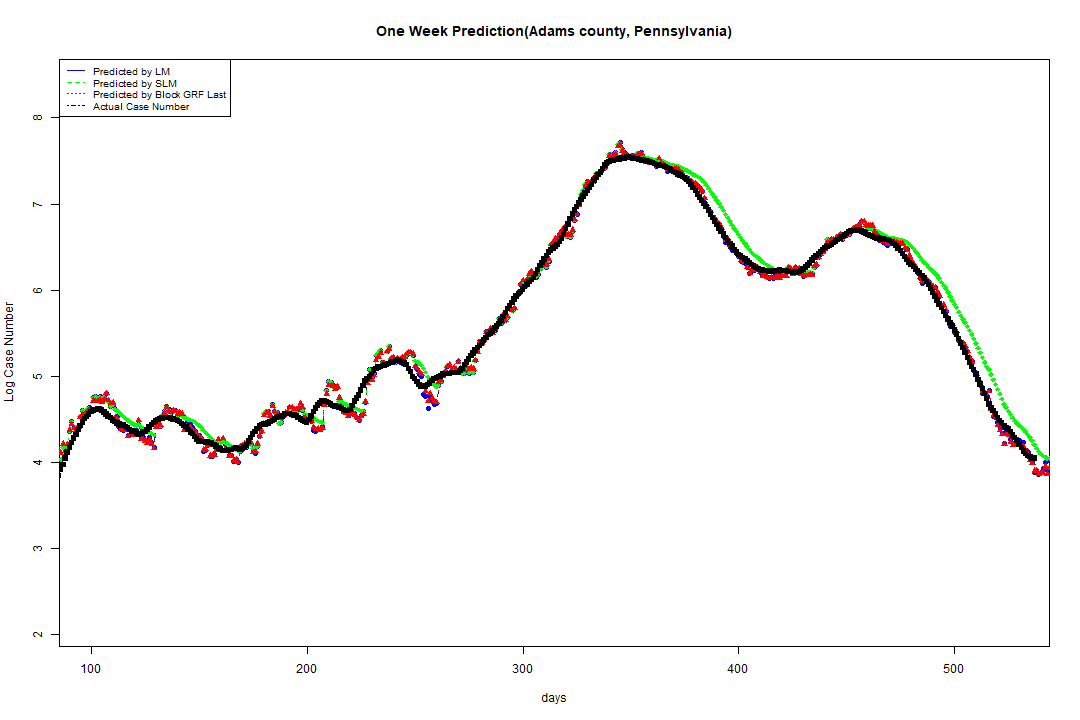 One Week Prediction(Adams county, Pennsylvania)
Predicted by LM
Predicted by SLM
Predicted by Block GRF Last
Actual Case Number
8
7
6
5
4
3
2
Log Case Number
100 200 300 400 500
days